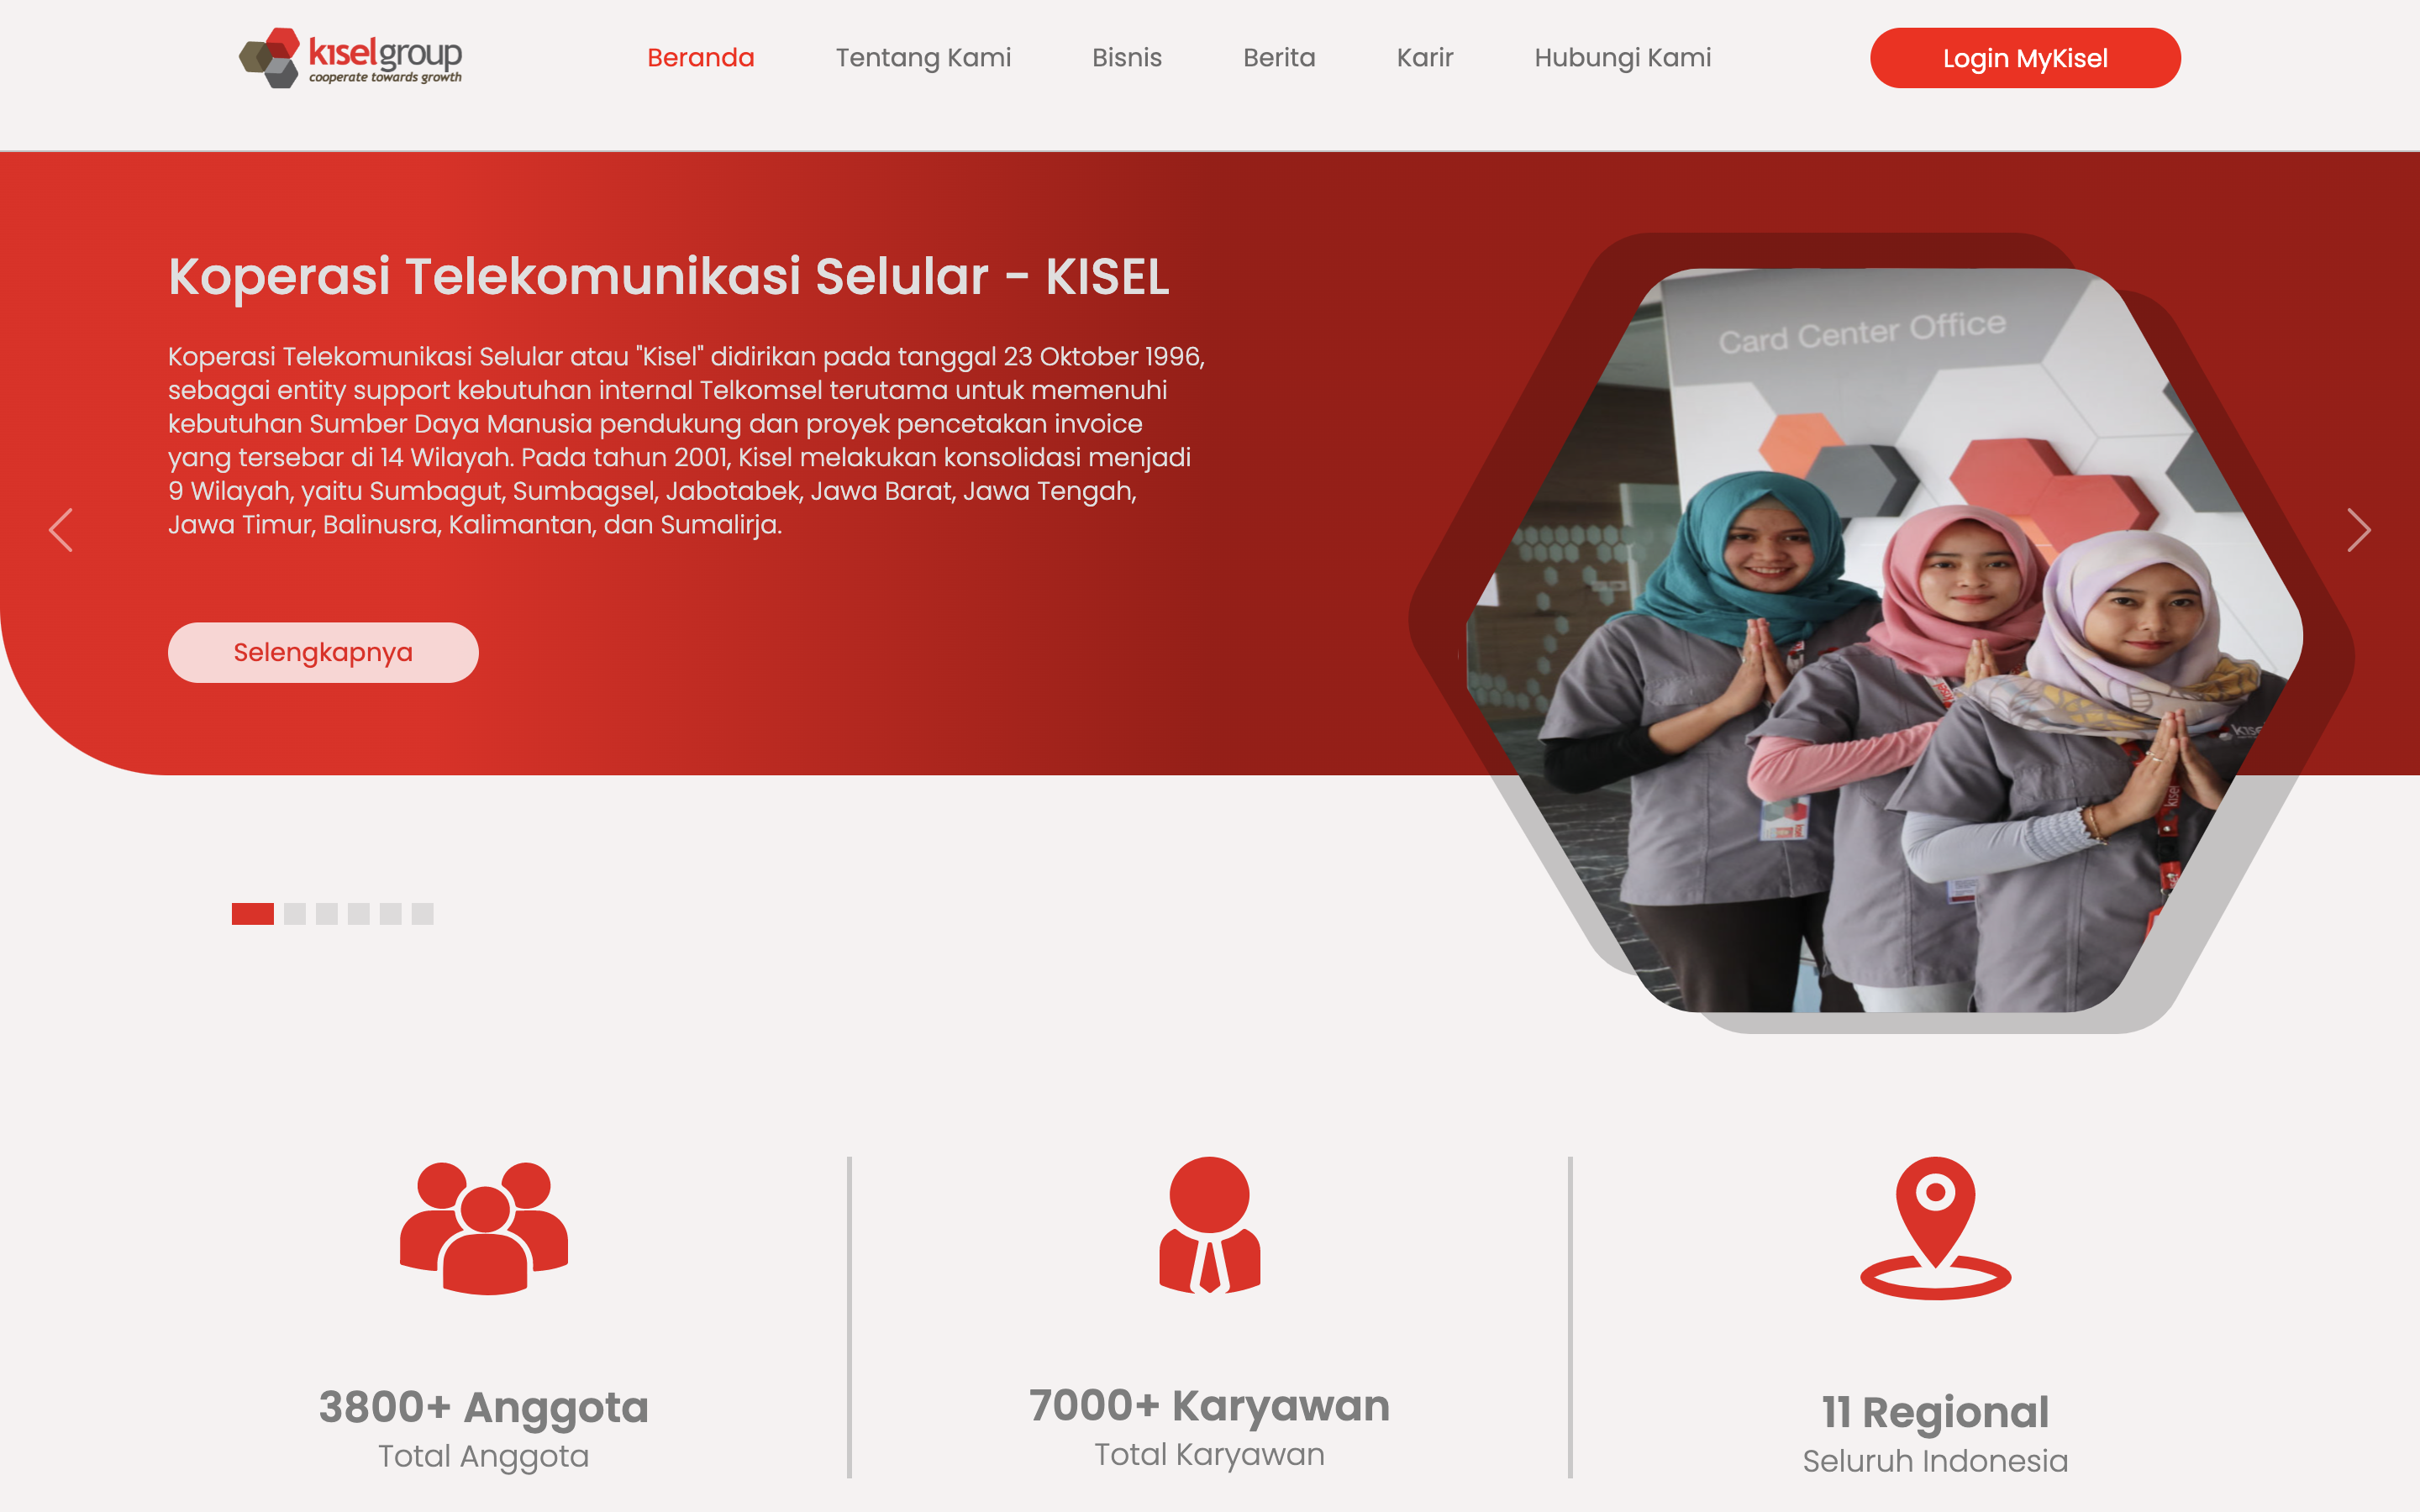 kiselgroup
cooperate towards growth
Beranda
Tentang Kami
Bisnis
Berita
Karir
Hubungi Kami
Login MyKisel
Koperasi Telekomunikasi Selular - KISEL
Koperasi Telekomunikasi Selular atau "Kisel" didirikan pada tanggal 23 Oktober 1996,
sebagai entity support kebutuhan internal Telkomsel terutama untuk memenuhi
kebutuhan Sumber Daya Manusia pendukung dan proyek pencetakan invoice
yang tersebar di 14 Wilayah. Pada tahun 2001, Kisel melakukan konsolidasi menjadi
9 Wilayah, yaitu Sumbagut, Sumbagsel, Jabotabek, Jawa Barat, Jawa Tengah,
Jawa Timur, Balinusra, Kalimantan, dan Sumalirja.
Selengkapnya
Card Center Office
kisel
3800+ Anggota
Total Anggota
7000+ Karyawan
Total Karyawan
11 Regional
Seluruh Indonesia